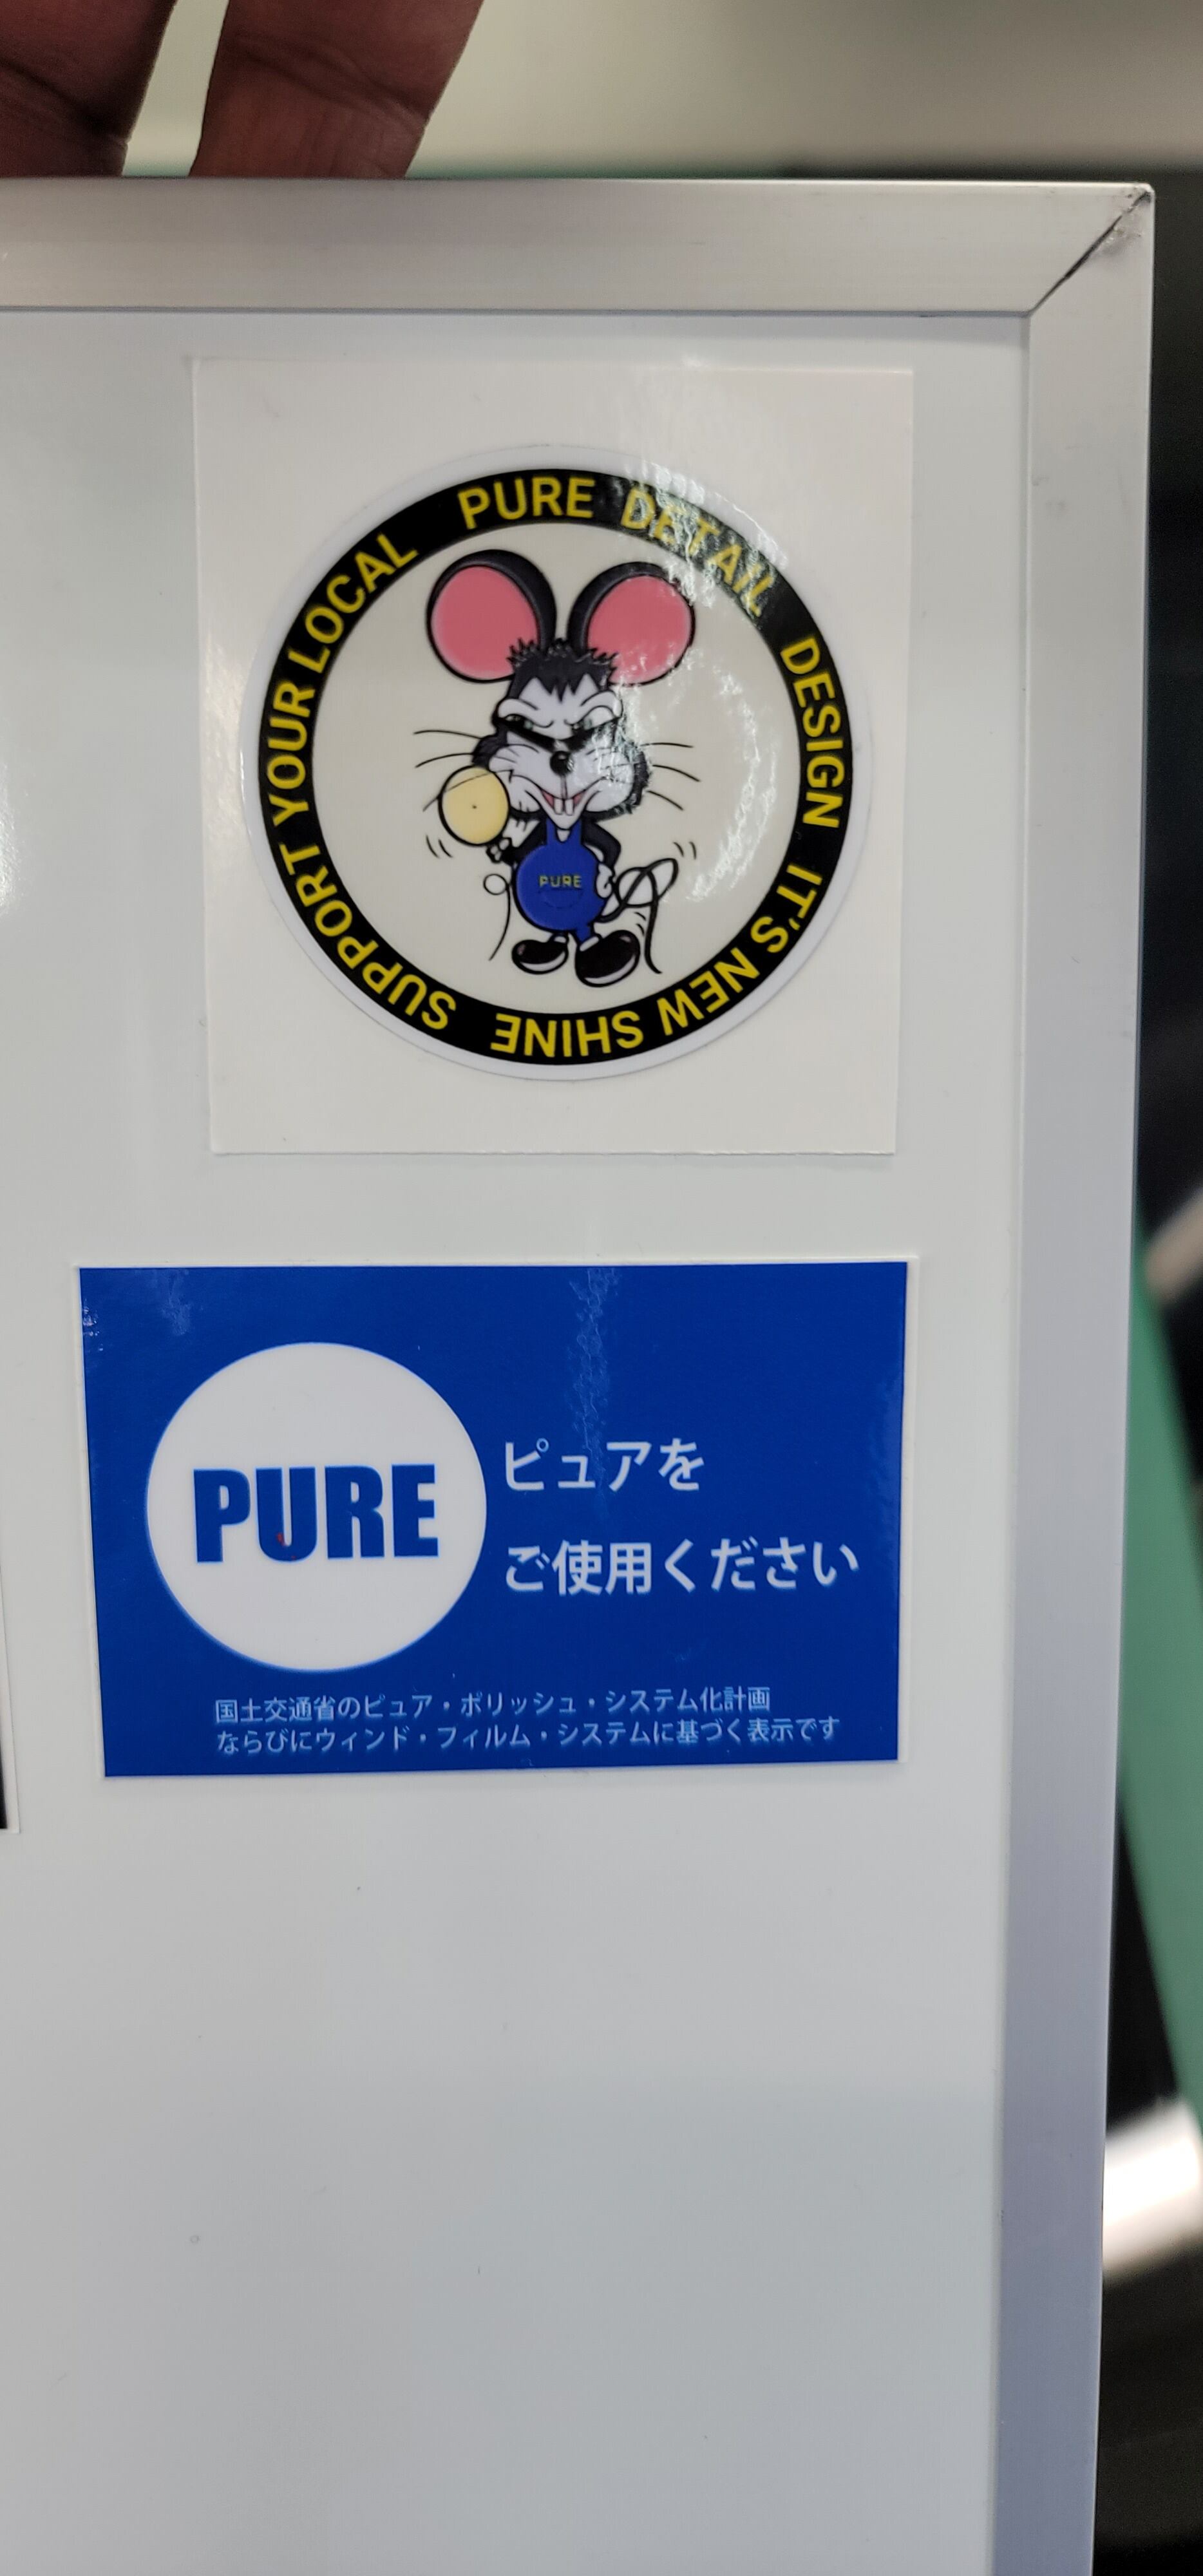 SUPPORT YOUR LOCAL PURE DETAIL DESIGN IT'S NEW SHINE
PURE
PURE
ピュアを
ご使用ください
国土交通省のピュア・ポリッシュ・システム化計画
ならびにウィンド・フィルム・システムに基づく表示です